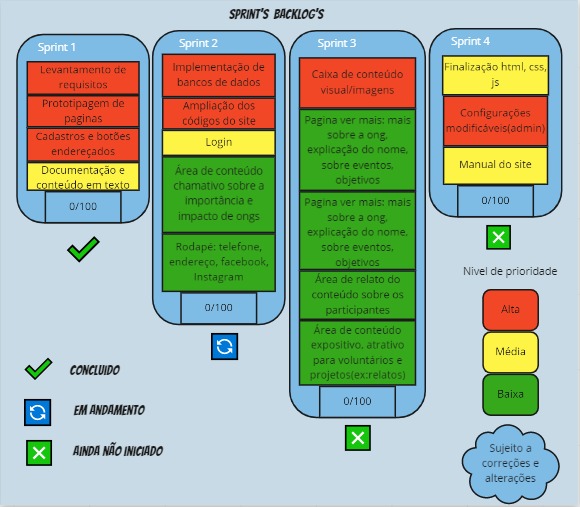 SPRINT'S BACKLOG'S
Sprint 1
Levantamento de
requisitos
Prototipagem de
paginas
Cadastros e botões
endereçados
Documentação e
conteúdo em texto
0/100
Sprint 2
Implementação de
bancos de dados
Ampliação dos
códigos do site
Login
Área de conteúdo
chamativo sobre a
importância e
impacto de ongs
Rodapé: telefone,
endereço, facebook,
Instagram
0/100
Sprint 3
Caixa de conteúdo
visual/imagens
Pagina ver mais: mais
sobre a ong,
explicação do nome,
sobre eventos,
objetivos
Pagina ver mais: mais
sobre a ong,
explicação do nome,
sobre eventos,
objetivos
Área de relato do
conteúdo sobre os
participantes
Área de conteúdo
expositivo, atrativo
para voluntários e
projetos(ex:relatos)
0/100
Sprint 4
Finalização html, css,
js
Configurações
modificáveis(admin)
Manual do site
0/100
Nivel de prioridade
Alta
Média
Baixa
CONCLUIDO
EM ANDAMENTO
AINDA NÃO INICIADO
Sujeito a
correções e
alterações